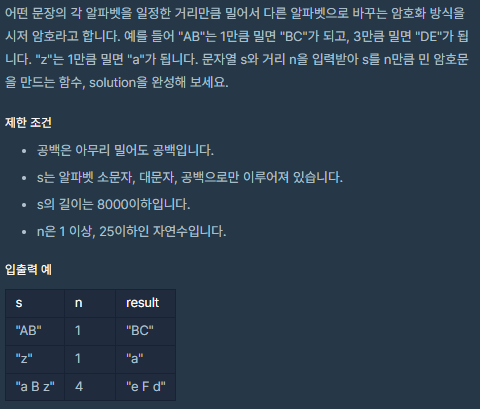 어떤 문장의 각 알파벳을 일정한 거리만큼 밀어서 다른 알파벳으로 바꾸는 암호화 방식을
시저 암호라고 합니다. 예를 들어 "AB"는 1만큼 밀면 "BC"가 되고, 3만큼 밀면 "DE"가 됩
니다. "z"는 1만큼 밀면 "a"가 됩니다. 문자열 s와 거리 n을 입력받아 s를 n만큼 민 암호문
을 만드는 함수, solution을 완성해 보세요.
제한 조건
• 공백은 아무리 밀어도 공백입니다.
• s는 알파벳 소문자, 대문자, 공백으로만 이루어져 있습니다.
• s의 길이는 8000이하입니다.
• n은 1 이상, 25이하인 자연수입니다.
입출력 예
s n result
"AB" 1 "BC"
"z" 1 "a"
"a B z" 4 "e F d"